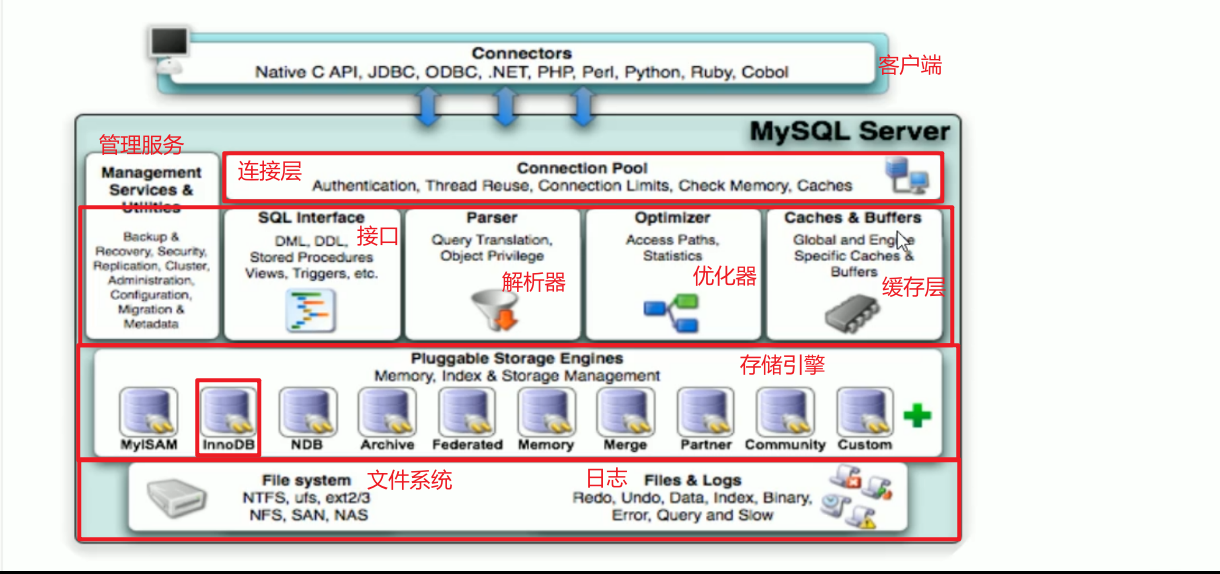 Connectors
Native C API, JDBC, ODBC, .NET, PHP, Perl, Python, Ruby, Cobol
客户端
MySQL Server
管理服务
Management
Services &
Utilities
Backup &
Recovery, Security,
Replication, Cluster,
Administration,
Configuration,
Migration &
Metadata
连接层
Connection Pool
Authentication, Thread Reuse, Connection Limits, Check Memory, Caches
SQL Interface
DML, DDL,
Stored Procedures
Views, Triggers, etc.
接口
Parser
Query Translation,
Object Privilege
解析器
Optimizer
Access Paths,
Statistics
优化器
Caches & Buffers
Global and Engine
Specific Caches &
Buffers
缓存层
Pluggable Storage Engines
Memory, Index & Storage Management
存储引擎
MyISAM
InnoDB
NDB
Archive
Federated
Memory
Merge
Partner
Community
Custom
File system
NTFS, ufs, ext2/3
NFS, SAN, NAS
文件系统
日志
Files & Logs
Redo, Undo, Data, Index, Binary,
Error, Query and Slow